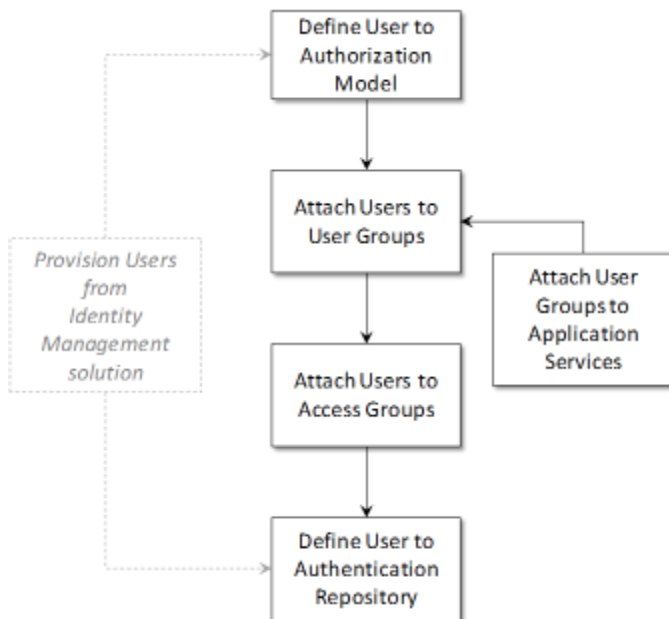 Define User to
Authorization
Model
Attach Users to
User Groups
Provision Users
from
Identity
Management
solution
Attach User
Groups to
Application
Services
Attach Users to
Access Groups
Define User to
Authentication
Repository